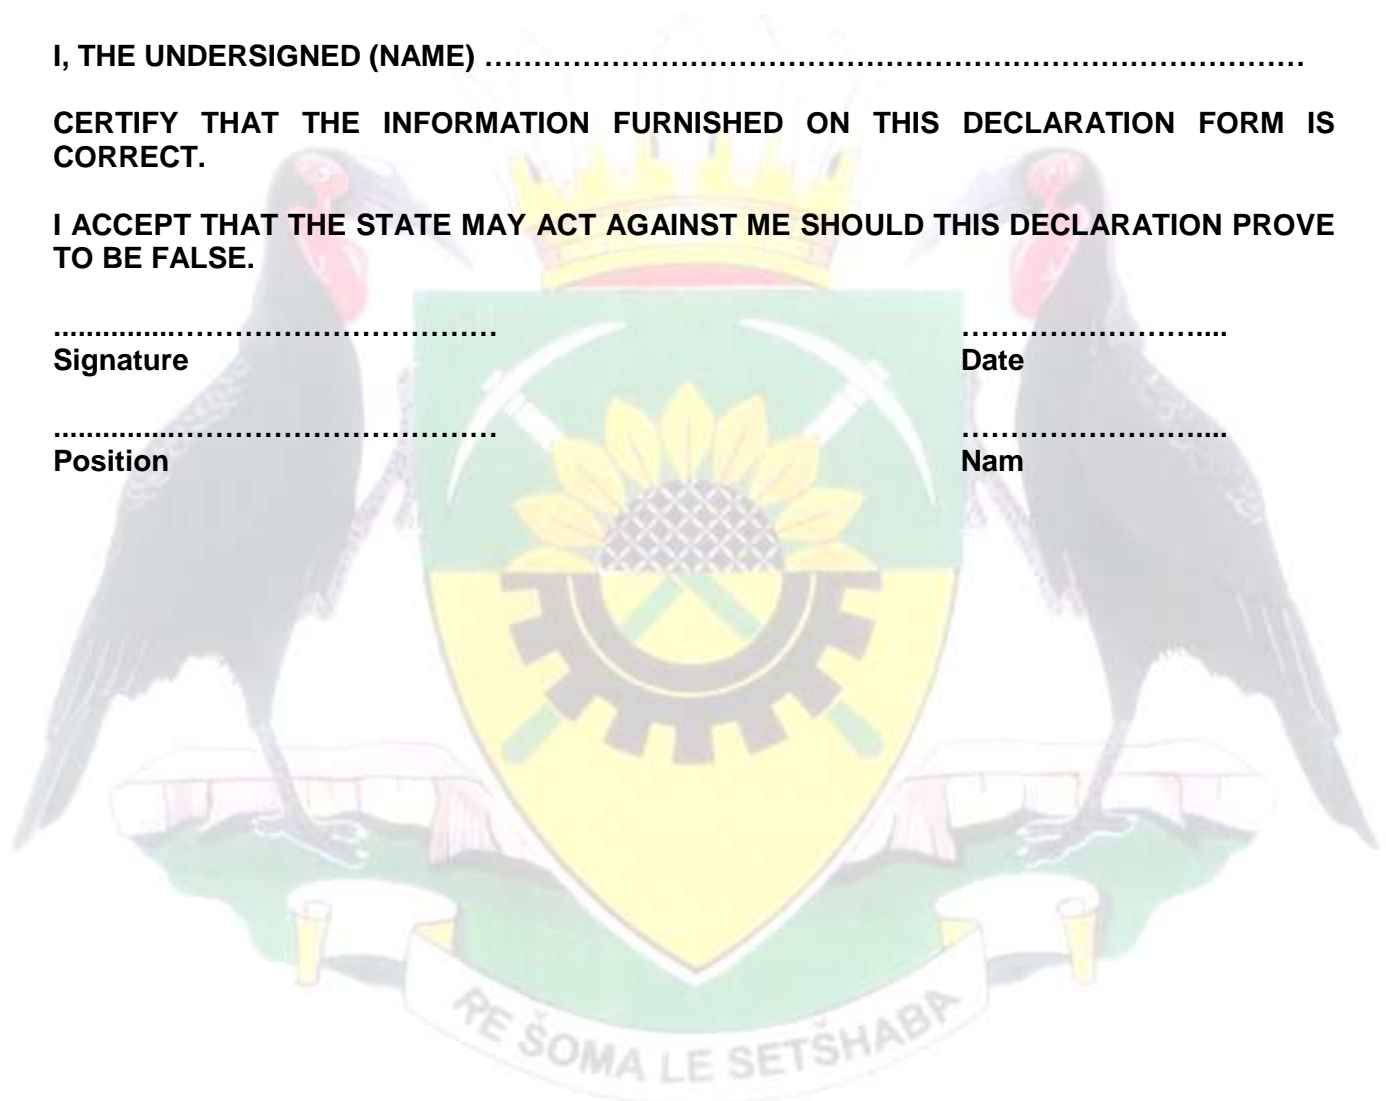 I, THE UNDERSIGNED (NAME) ……………………………………………………………………………
CERTIFY THAT THE INFORMATION FURNISHED ON THIS DECLARATION FORM IS
CORRECT.
I ACCEPT THAT THE STATE MAY ACT AGAINST ME SHOULD THIS DECLARATION PROVE
TO BE FALSE.
...............…………………………… ……………………....
Signature Date
...............…………………………… ……………………....
Position Nam
RE ŠOMA LE SETŠHABA